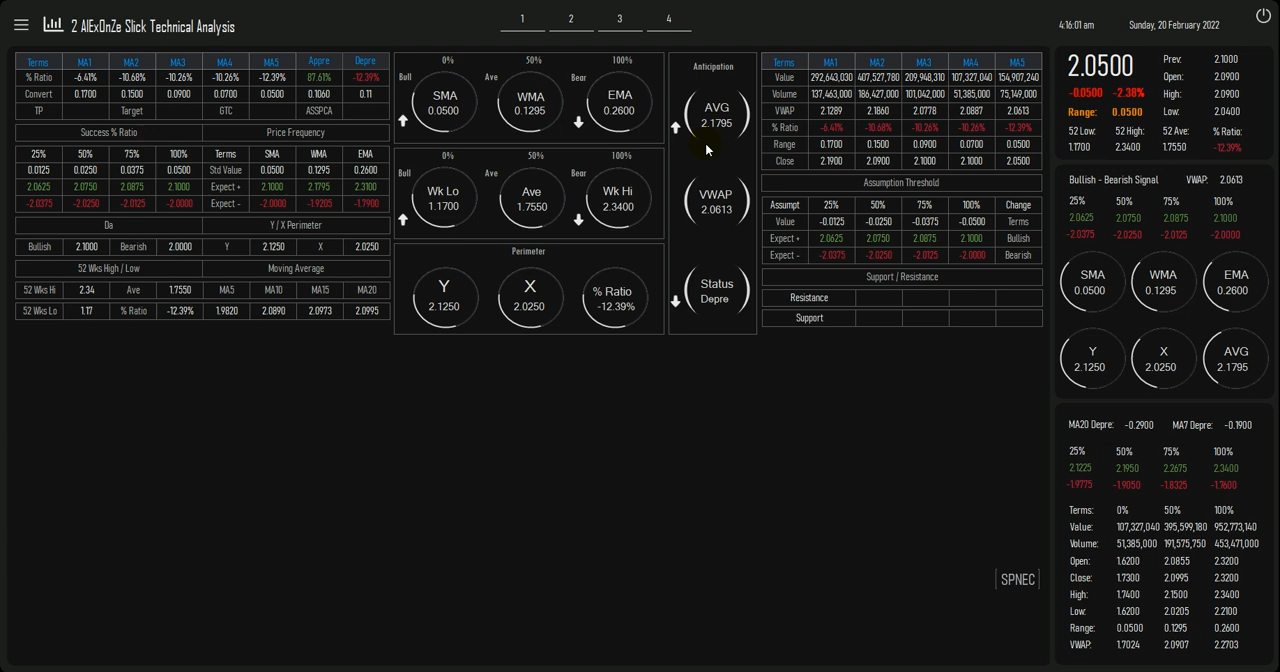 2 AlEx0nZe Slick Technical Analysis
1 2 3 4
4:16:01 am Sunday, 20 February 2022
Terms MA1 MA2 MA3 MA4 MA5 Appre Depre
% Ratio -6.41% -10.68% -10.26% -10.26% -12.39% 87.61% -12.39%
Convert 0.1700 0.1500 0.0900 0.0700 0.0500 0.1060 0.11
TP Target GTC ASSPCA
Success % Ratio Price Frequency
25% 50% 75% 100% Terms SMA WMA EMA
0.0125 0.0250 0.0375 0.0500 Std Value 0.0500 0.1295 0.2600
2.0625 2.0750 2.0875 2.1000 Expect + 2.1000 2.1795 2.3100
-2.0375 -2.0250 -2.0125 -2.0000 Expect - -2.0000 -1.9205 -1.7900
Da Y / X Perimeter
Bullish 2.1000 Bearish 2.0000 Y 2.1250 X 2.0250
52 Wks High / Low Moving Average
52 Wks Hi 2.34 Ave 1.7550 MA5 MA10 MA15 MA20
52 Wks Lo 1.17 % Ratio -12.39% 1.9820 2.0890 2.0973 2.0995
0% 50% 100%
Bull Ave Bear
SMA WMA EMA
0.0500 0.1295 0.2600
0% 50% 100%
Bull Ave Bear
Wk Lo Ave Wk Hi
1.1700 1.7550 2.3400
Perimeter
Y X % Ratio
2.1250 2.0250 -12.39%
Anticipation
AVG
2.1795
VWAP
2.0613
Status
Depre
Terms MA1 MA2 MA3 MA4 MA5
Value 292,643,030 407,527,780 209,948,310 107,327,040 154,907,240
Volume 137,463,000 186,427,000 101,042,000 51,385,000 75,149,000
VWAP 2.1289 2.1860 2.0778 2.0887 2.0613
% Ratio -6.41% -10.68% -10.26% -10.26% -12.39%
Range 0.1700 0.1500 0.0900 0.0700 0.0500
Close 2.1900 2.0900 2.1000 2.1000 2.0500
Assumption Threshold
Assumpt 25% 50% 75% 100% Change
Value -0.0125 -0.0250 -0.0375 -0.0500 Terms
Expect + 2.0625 2.0750 2.0875 2.1000 Bullish
Expect - -2.0375 -2.0250 -2.0125 -2.0000 Bearish
Support / Resistance
Resistance
Support
SPNEC
2.0500 Prev: 2.1000
Open: 2.0900
-0.0500 -2.38% High: 2.0900
Range: 0.0500 Low: 2.0400
52 Low: 52 High: 52 Ave: % Ratio:
1.1700 2.3400 1.7550 -12.39%
Bullish - Bearish Signal VWAP: 2.0613
25% 50% 75% 100%
2.0625 2.0750 2.0875 2.1000
-2.0375 -2.0250 -2.0125 -2.0000
SMA WMA EMA
0.0500 0.1295 0.2600
Y X AVG
2.1250 2.0250 2.1795
MA20 Depre: -0.2900 MA7 Depre: -0.1900
25% 50% 75% 100%
2.1225 2.1950 2.2675 2.3400
-1.9775 -1.9050 -1.8325 -1.7600
Terms: 0% 50% 100%
Value: 107,327,040 395,599,180 952,773,140
Volume: 51,385,000 191,575,750 453,471,000
Open: 1.6200 2.0855 2.3200
Close: 1.7300 2.0995 2.3200
High: 1.7400 2.1500 2.3400
Low: 1.6200 2.0205 2.2100
Range: 0.0500 0.1295 0.2600
VWAP: 1.7024 2.0907 2.2703